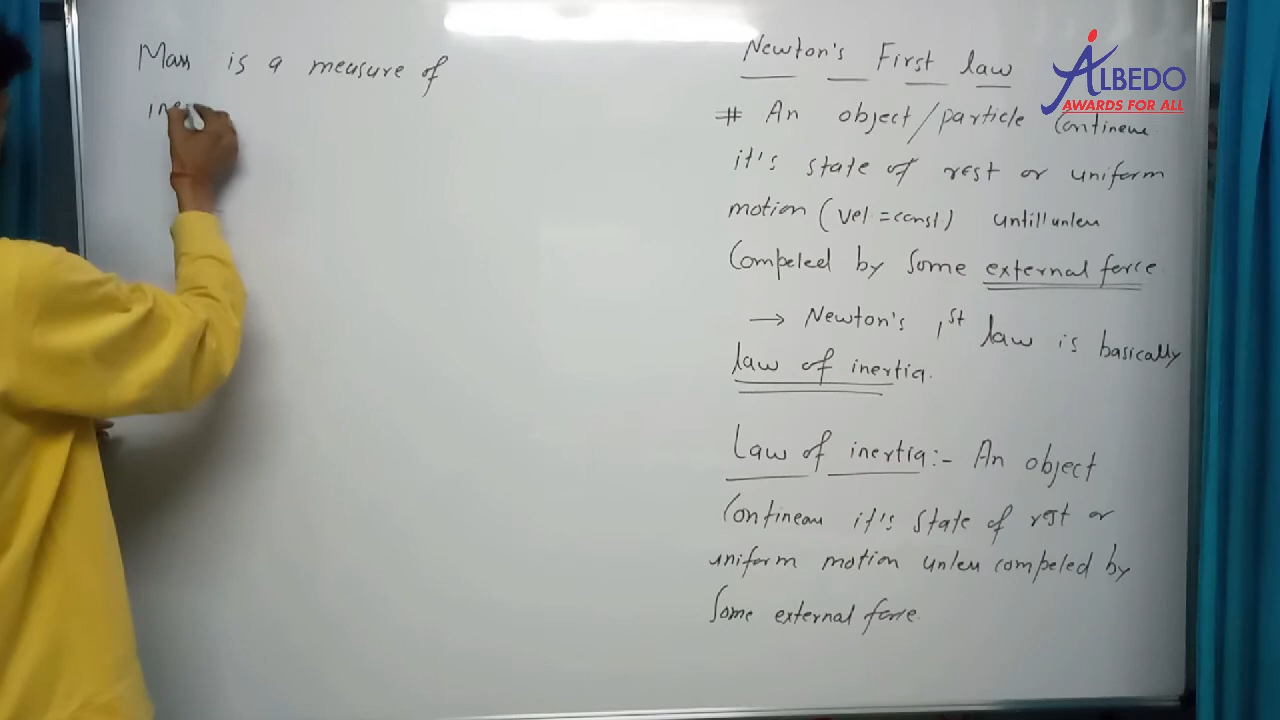 Mass is a measure of
ine
Newton's First law
# An object/particle Continew
it's state of rest or uniform
motion (vel = const) untill unless
Compeled by Some external force
→ Newton's 1st law is basically
law of inertia.
Law of inertia:- An object
Contineau it's state of rest or
uniform motion unless compeled by
Some external force.
ALBEDO
AWARDS FOR ALL